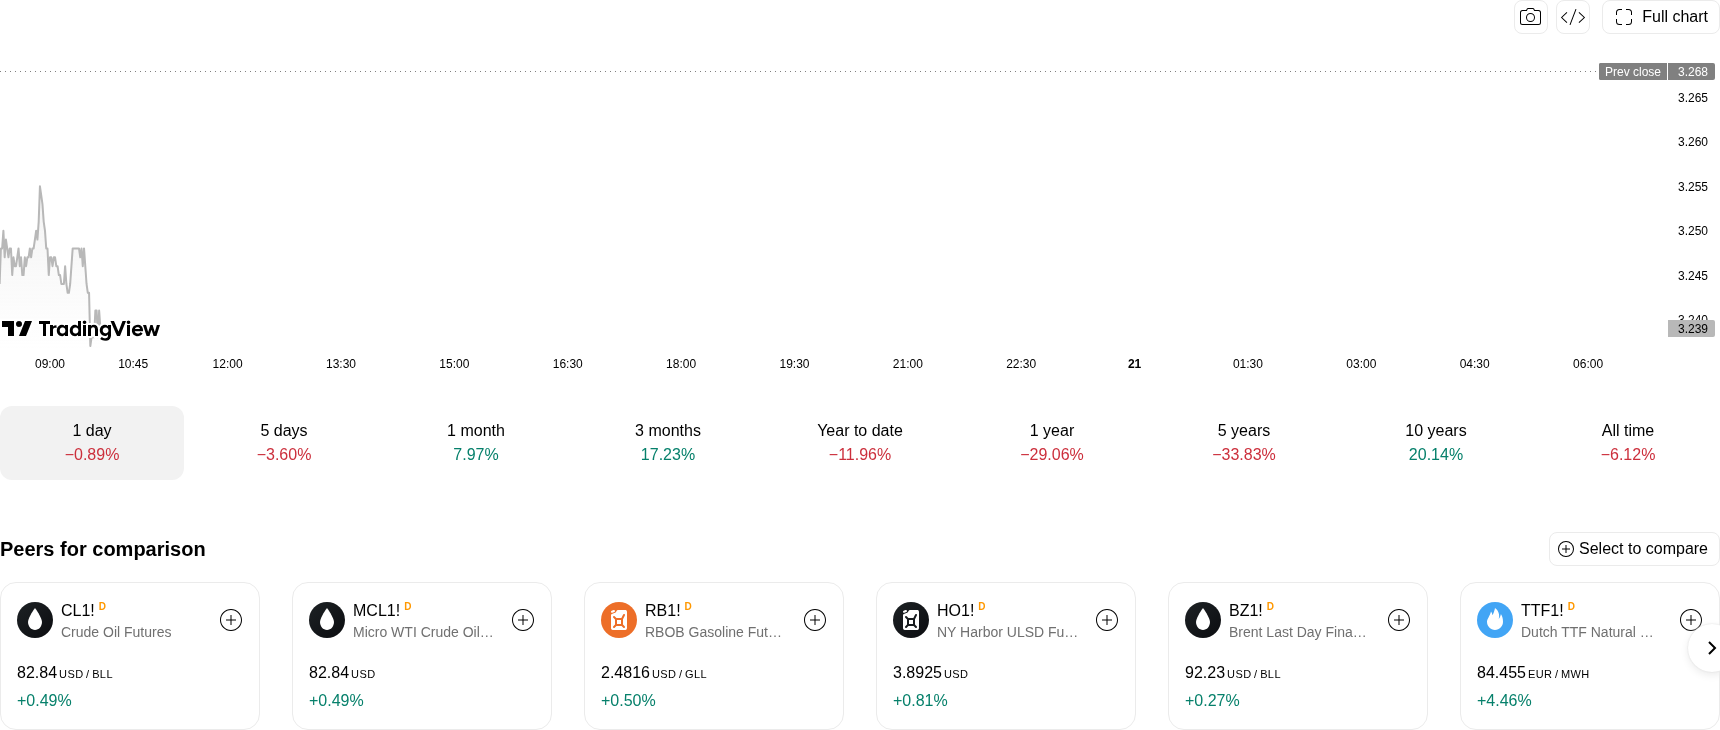 Full chart
Prev close 3.268
3.265
3.260
3.255
3.250
3.245
3.240
3.239
TradingView
09:00 10:45 12:00 13:30 15:00 16:30 18:00 19:30 21:00 22:30 21 01:30 03:00 04:30 06:00
1 day 5 days 1 month 3 months Year to date 1 year 5 years 10 years All time
−0.89% −3.60% 7.97% 17.23% −11.96% −29.06% −33.83% 20.14% −6.12%
Peers for comparison Select to compare
CL1! D MCL1! D RB1! D HO1! D BZ1! D TTF1! D
Crude Oil Futures Micro WTI Crude Oil… RBOB Gasoline Fut… NY Harbor ULSD Fu… Brent Last Day Fina… Dutch TTF Natural …
82.84 USD / BLL 82.84 USD 2.4816 USD / GLL 3.8925 USD 92.23 USD / BLL 84.455 EUR / MWH
+0.49% +0.49% +0.50% +0.81% +0.27% +4.46%